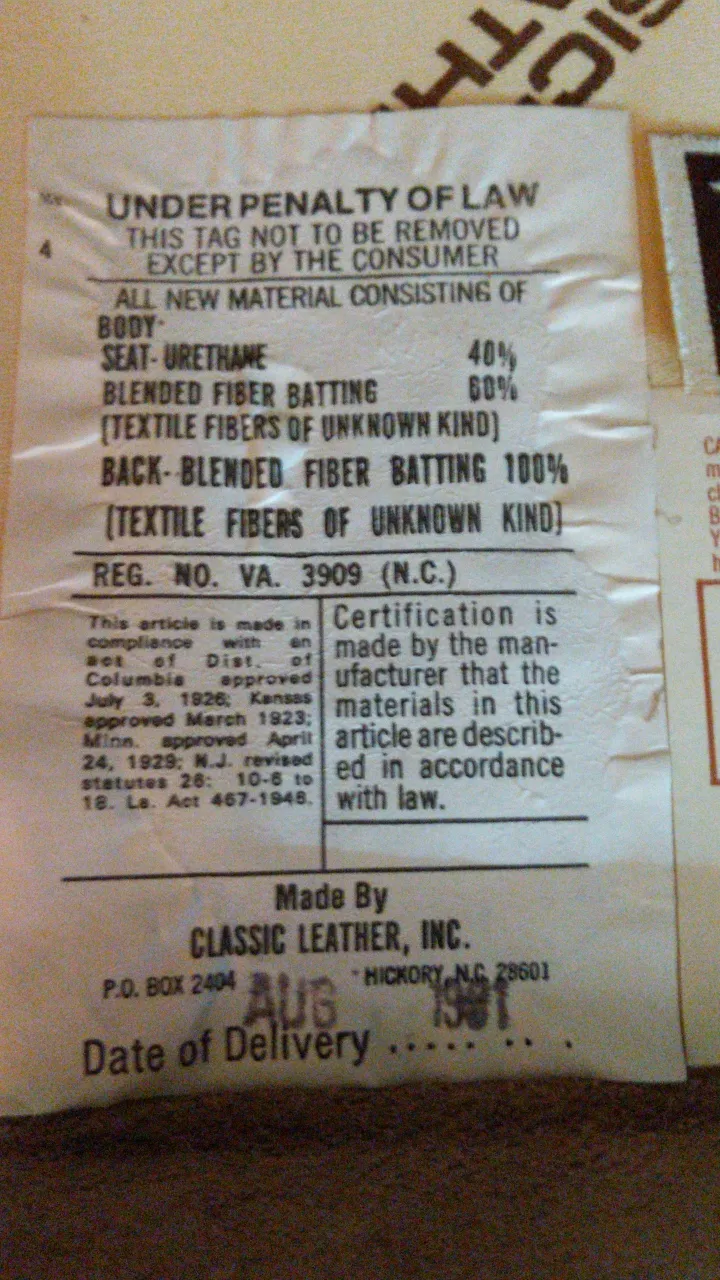 UNDER PENALTY OF LAW
4
THIS TAG NOT TO BE REMOVED
EXCEPT BY THE CONSUMER
ALL NEW MATERIAL CONSISTING OF
BODY-
SEAT- URETHANE 40%
BLENDED FIBER BATTING 60%
(TEXTILE FIBERS OF UNKNOWN KIND)
BACK- BLENDED FIBER BATTING 100%
(TEXTILE FIBERS OF UNKNOWN KIND)
REG. NO. VA. 3909 (N.C.)
This article is made in
compliance with an
act of Dist. of
Columbia approved
July 3, 1926; Kansas
approved March 1923;
Minn. approved April
24, 1929; N.J. revised
statutes 26: 10-6 to
18. La. Act 467-1948.
Certification is
made by the man-
ufacturer that the
materials in this
article are describ-
ed in accordance
with law.
Made By
CLASSIC LEATHER, INC.
P.O. BOX 2404 HICKORY, N.C. 28601
AUG
Date of Delivery ..... .. .